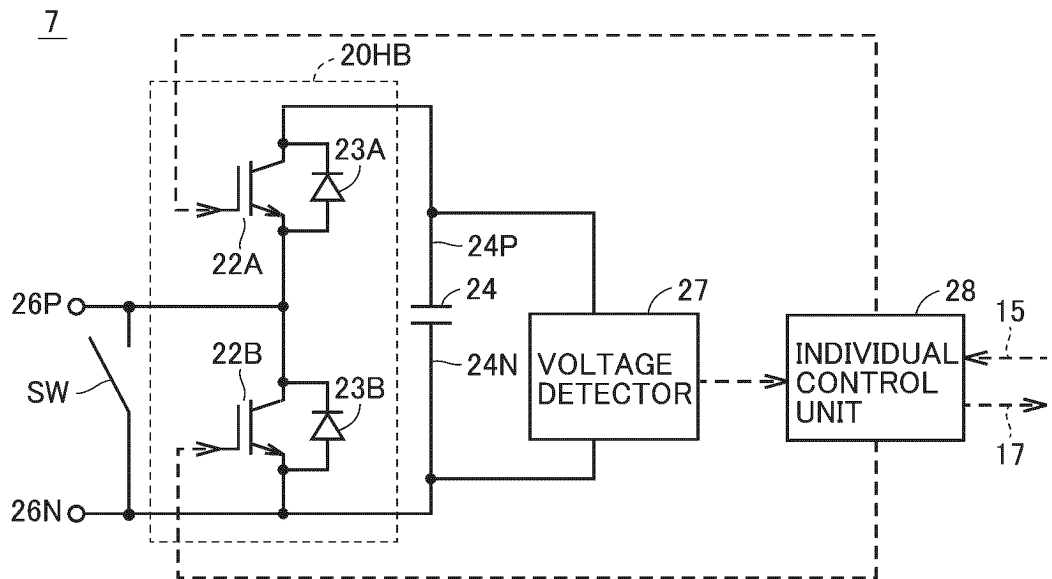 7
20HB
23A
22A
24P
26P
24
27
28
15
SW
22B
24N
VOLTAGE
DETECTOR
INDIVIDUAL
CONTROL
UNIT
23B
17
26N